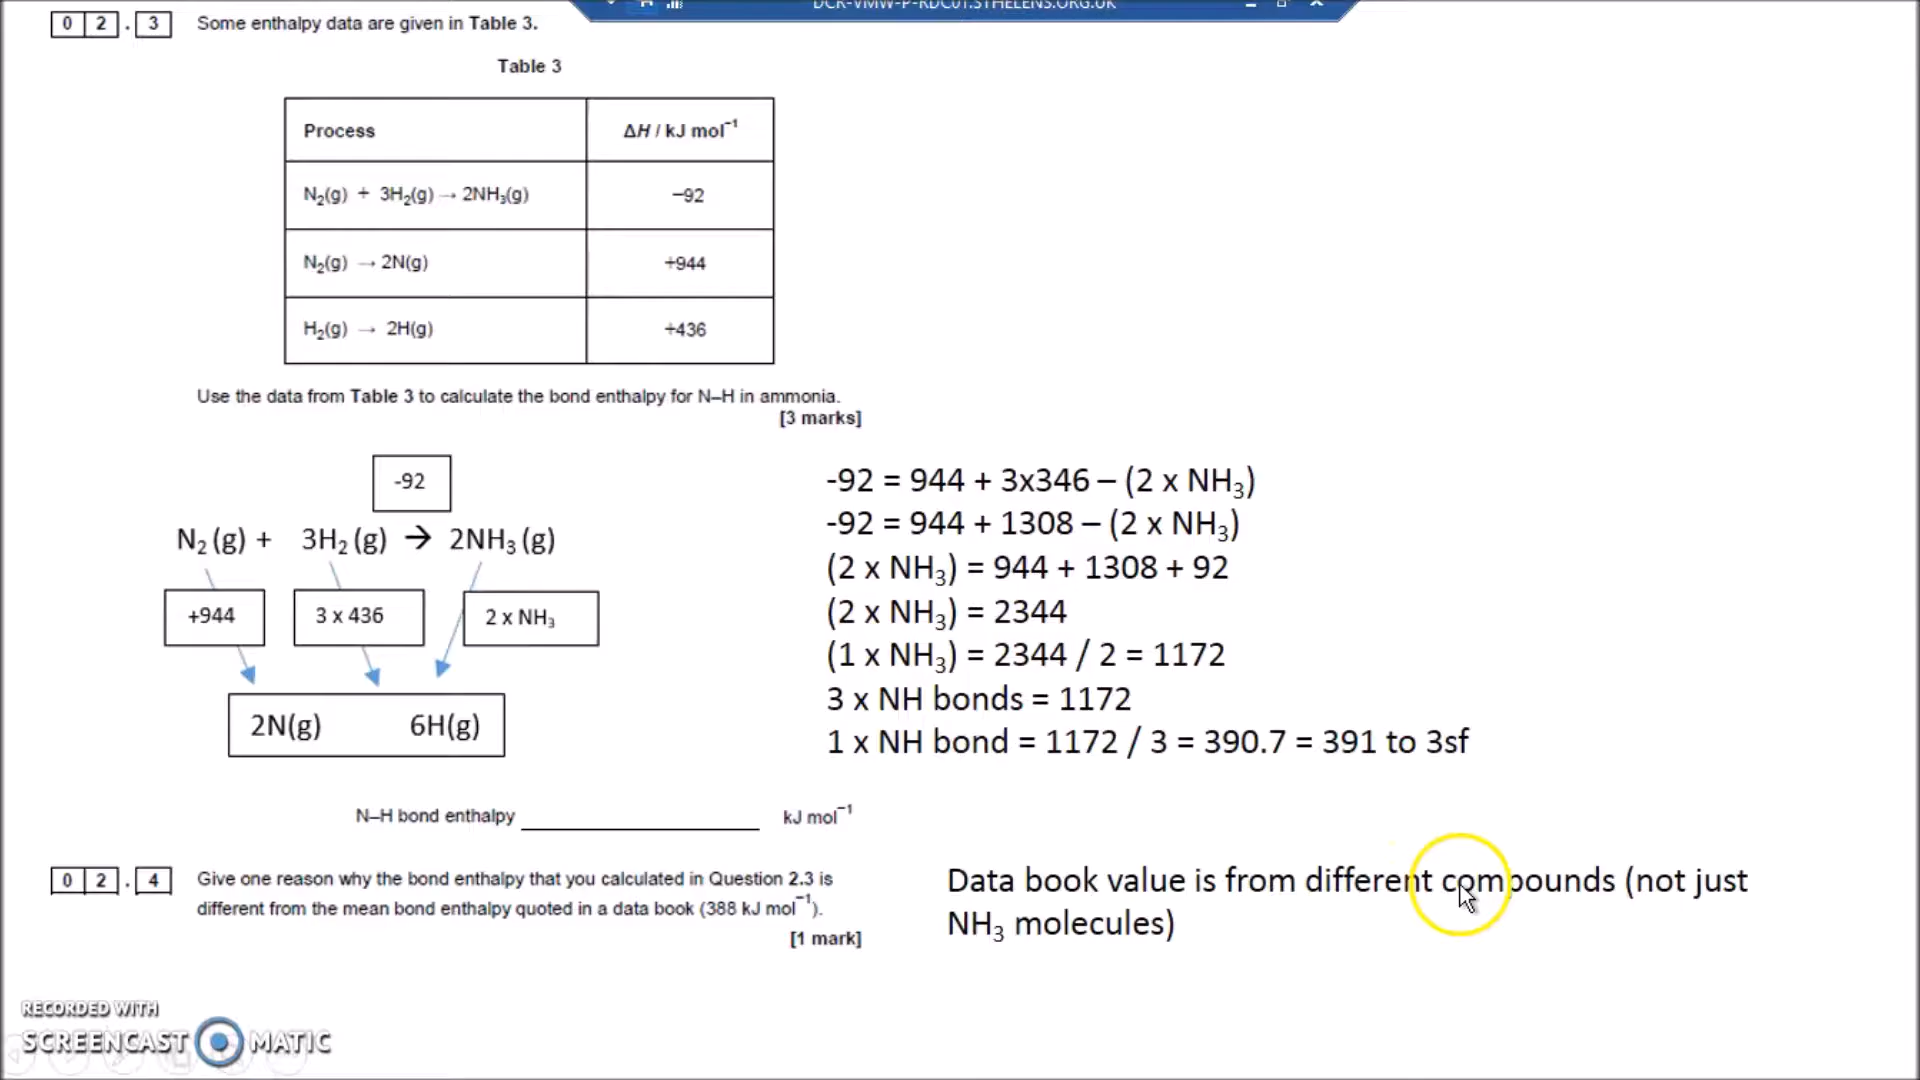 DCR-VMW-P-RDC01.STHELENS.ORG.UK
0 2 . 3 Some enthalpy data are given in Table 3.
Table 3
Process ΔH / kJ mol⁻¹
N₂(g) + 3H₂(g) → 2NH₃(g) −92
N₂(g) → 2N(g) +944
H₂(g) → 2H(g) +436
Use the data from Table 3 to calculate the bond enthalpy for N–H in ammonia.
[3 marks]
-92
N₂ (g) + 3H₂ (g) → 2NH₃ (g)
+944 3 x 436 2 x NH₃
2N(g) 6H(g)
-92 = 944 + 3x346 – (2 x NH₃)
-92 = 944 + 1308 – (2 x NH₃)
(2 x NH₃) = 944 + 1308 + 92
(2 x NH₃) = 2344
(1 x NH₃) = 2344 / 2 = 1172
3 x NH bonds = 1172
1 x NH bond = 1172 / 3 = 390.7 = 391 to 3sf
N–H bond enthalpy ____________ kJ mol⁻¹
0 2 . 4 Give one reason why the bond enthalpy that you calculated in Question 2.3 is
different from the mean bond enthalpy quoted in a data book (388 kJ mol⁻¹).
[1 mark]
Data book value is from different compounds (not just
NH₃ molecules)
RECORDED WITH
SCREENCAST MATIC